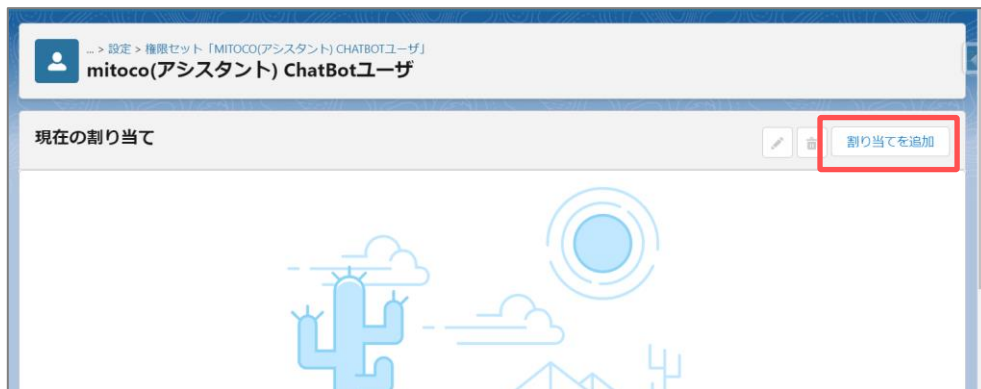 ... > 設定 > 権限セット「MITOCO(アシスタント) CHATBOTユーザ」
mitoco(アシスタント) ChatBotユーザ
現在の割り当て
割り当てを追加